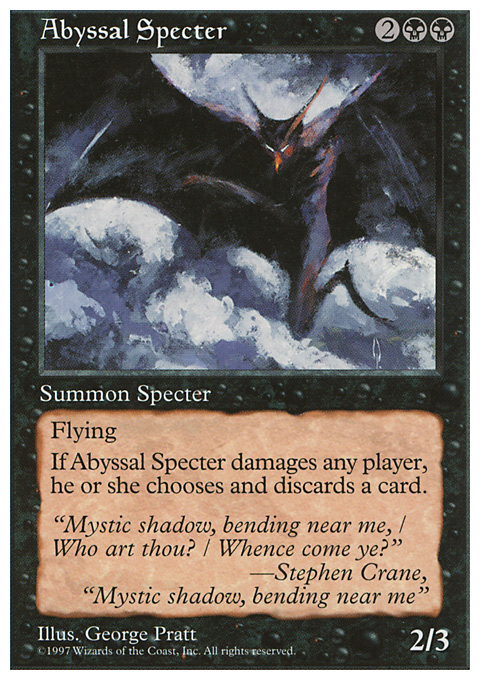 Abyssal Specter
2
Summon Specter
Flying
If Abyssal Specter damages any player,
he or she chooses and discards a card.
“Mystic shadow, bending near me, /
Who art thou? / Whence come ye?”
—Stephen Crane,
“Mystic shadow, bending near me”
Illus. George Pratt
©1997 Wizards of the Coast, Inc. All rights reserved.
2/3